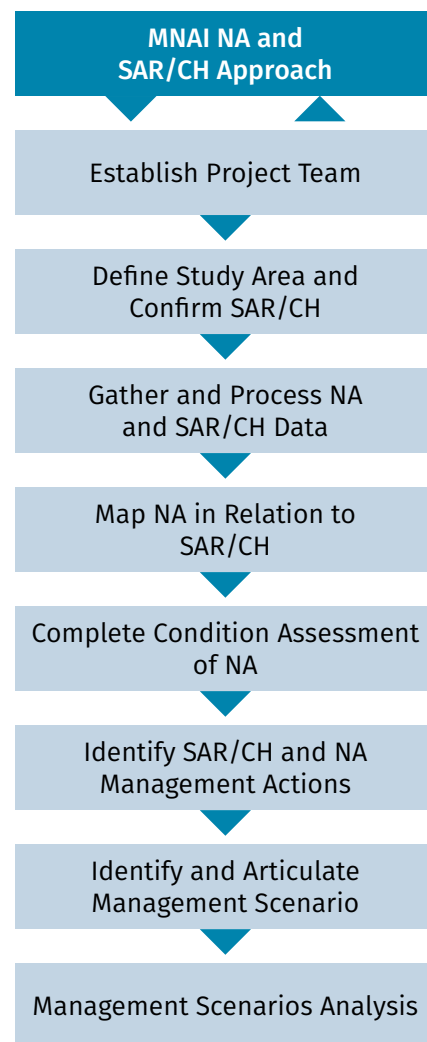 MNAI NA and
SAR/CH Approach
Establish Project Team
Define Study Area and
Confirm SAR/CH
Gather and Process NA
and SAR/CH Data
Map NA in Relation to
SAR/CH
Complete Condition Assessment
of NA
Identify SAR/CH and NA
Management Actions
Identify and Articulate
Management Scenario
Management Scenarios Analysis